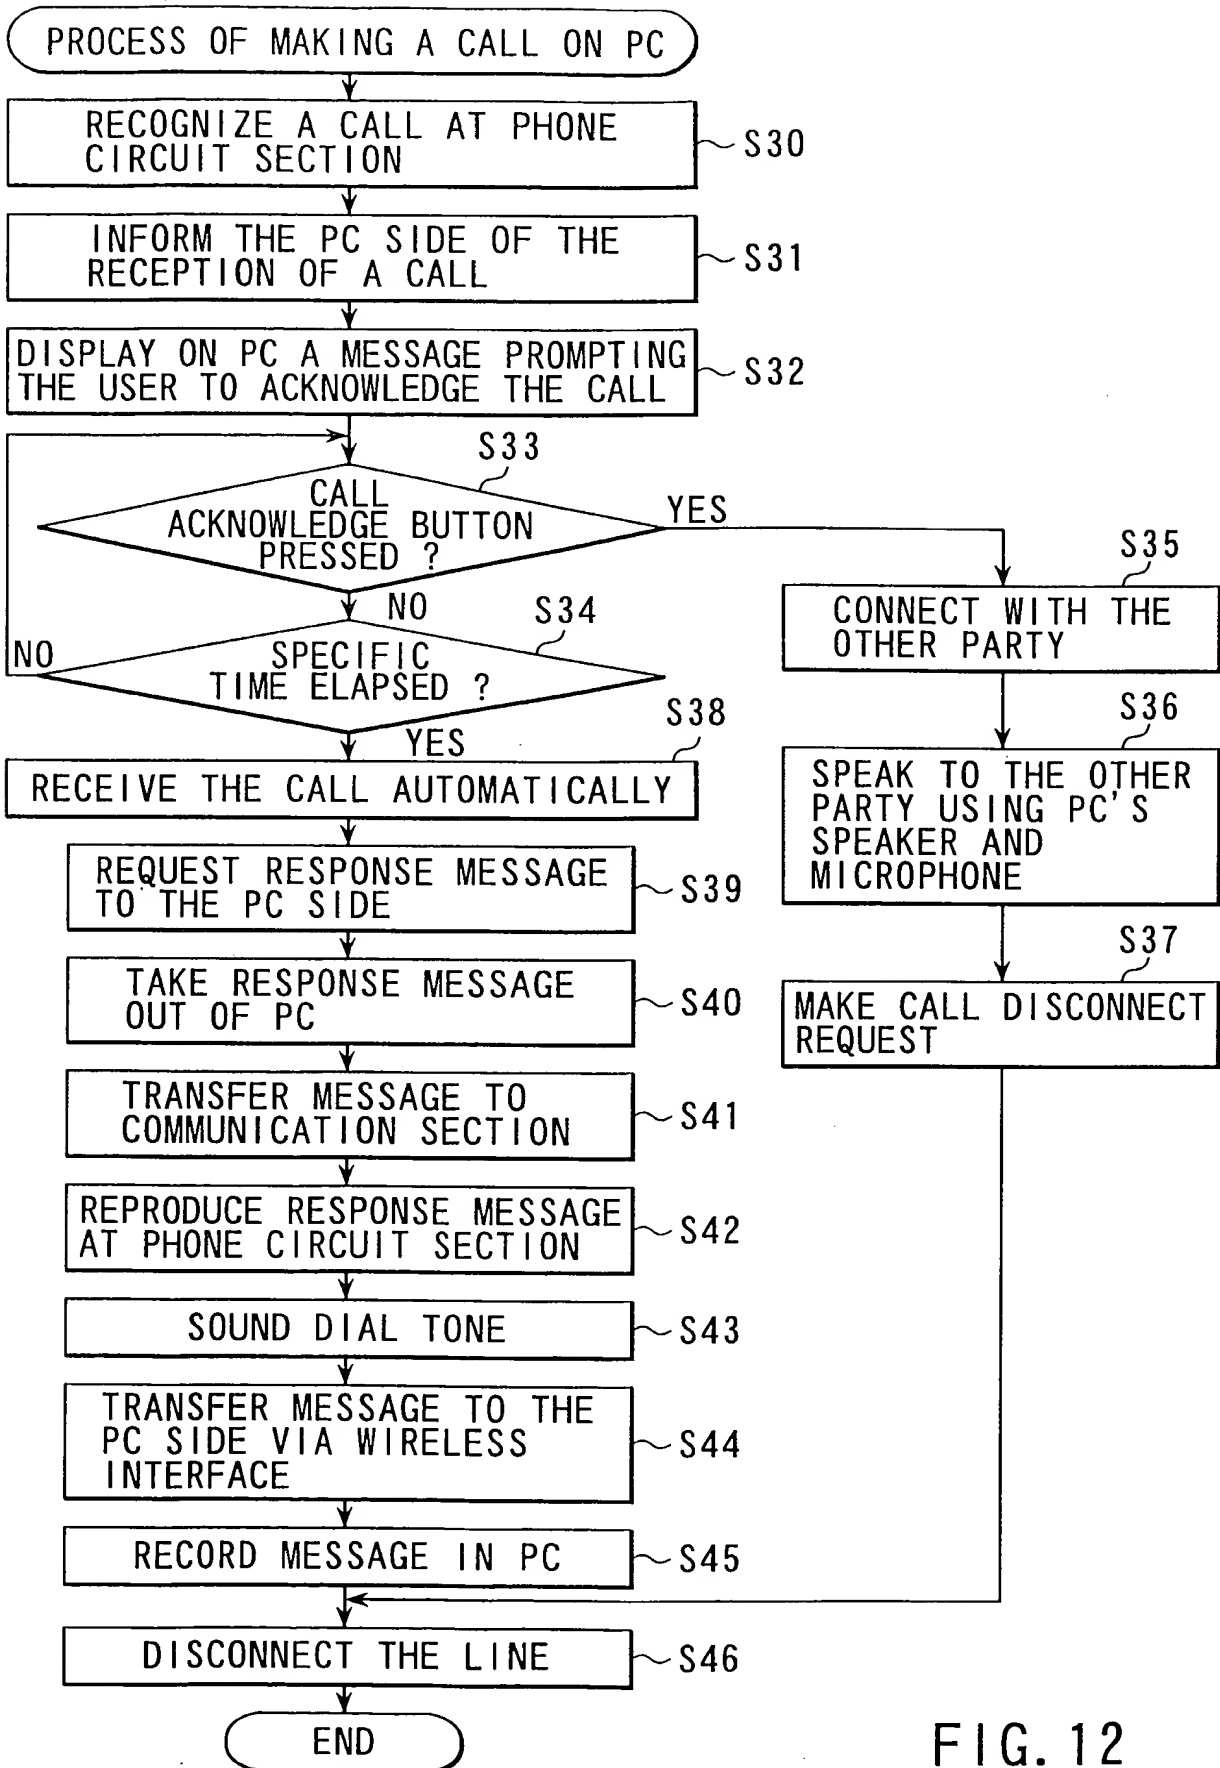 PROCESS OF MAKING A CALL ON PC
RECOGNIZE A CALL AT PHONE
CIRCUIT SECTION
S30
INFORM THE PC SIDE OF THE
RECEPTION OF A CALL
S31
DISPLAY ON PC A MESSAGE PROMPTING
THE USER TO ACKNOWLEDGE THE CALL
S32
S33
CALL
ACKNOWLEDGE BUTTON
PRESSED ?
YES
NO
S34
SPECIFIC
TIME ELAPSED ?
NO
YES
S35
CONNECT WITH THE
OTHER PARTY
S36
SPEAK TO THE OTHER
PARTY USING PC'S
SPEAKER AND
MICROPHONE
S37
MAKE CALL DISCONNECT
REQUEST
S38
RECEIVE THE CALL AUTOMATICALLY
REQUEST RESPONSE MESSAGE
TO THE PC SIDE
S39
TAKE RESPONSE MESSAGE
OUT OF PC
S40
TRANSFER MESSAGE TO
COMMUNICATION SECTION
S41
REPRODUCE RESPONSE MESSAGE
AT PHONE CIRCUIT SECTION
S42
SOUND DIAL TONE
S43
TRANSFER MESSAGE TO THE
PC SIDE VIA WIRELESS
INTERFACE
S44
RECORD MESSAGE IN PC
S45
DISCONNECT THE LINE
S46
END
FIG. 12